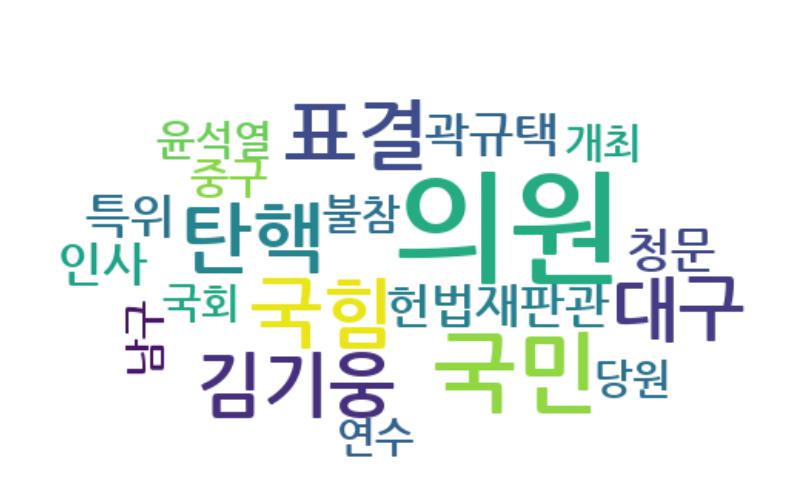 윤석열 표결 곽규택 개최
중구
특위 탄핵 불참 의원 청문
인사
국회 국힘 헌법재판관 대구
남구
김기웅 국민 당원
연수